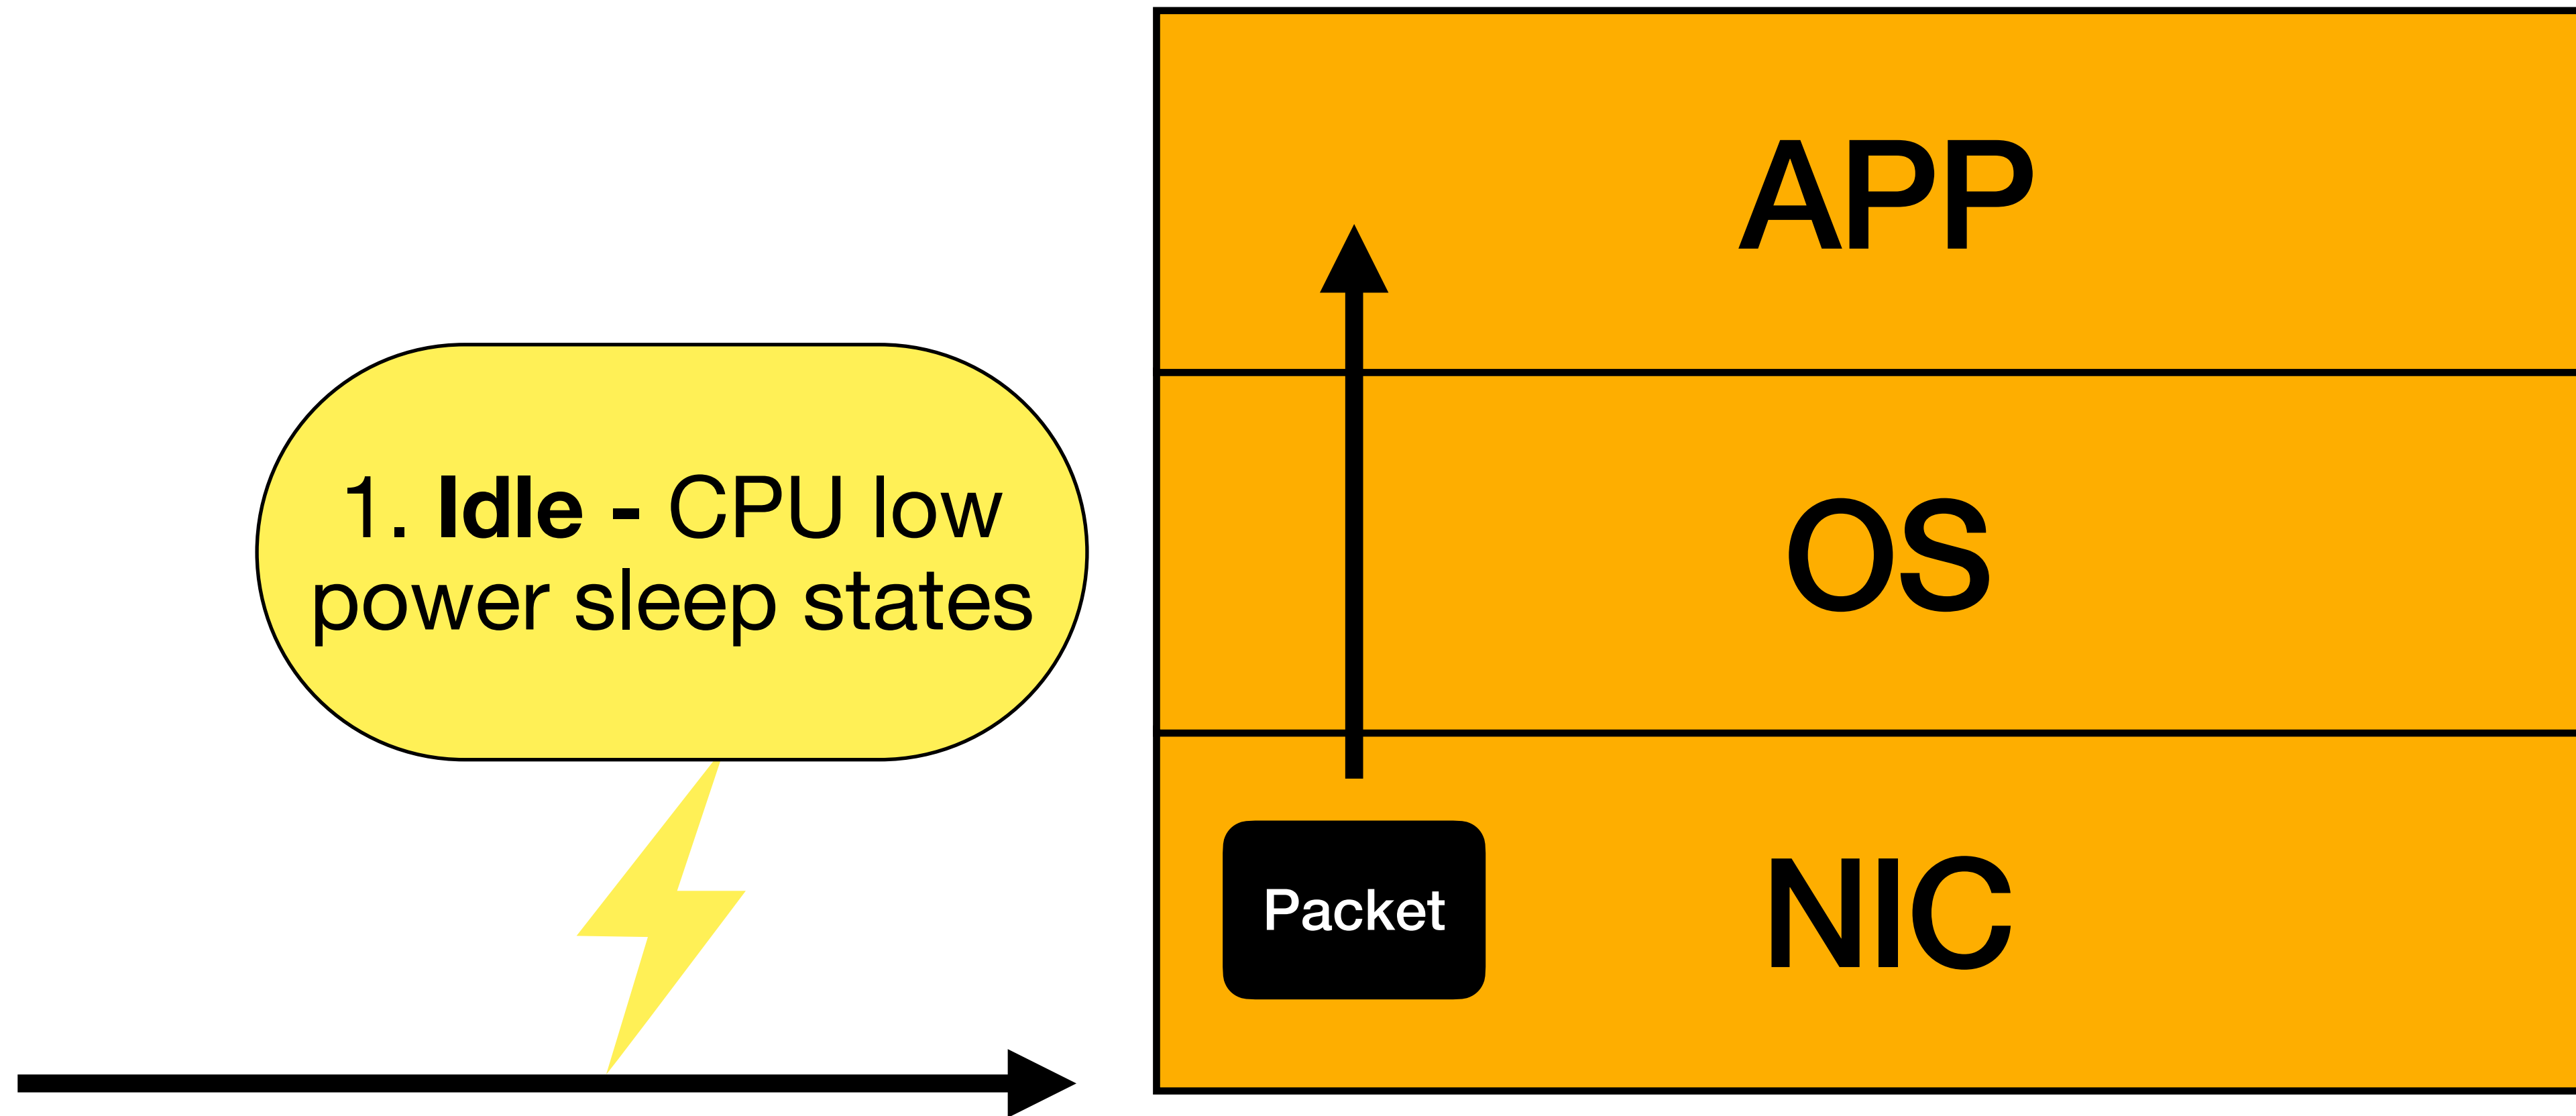 APP
1. Idle - CPU low
power sleep states
OS
Packet
NIC